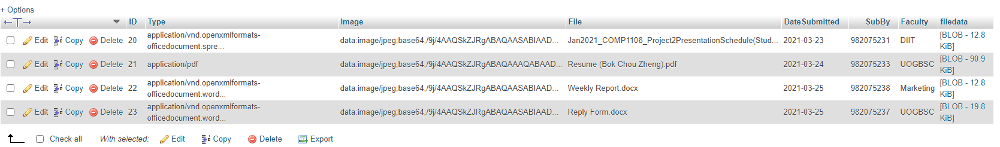 + Options
ID Type Image File DateSubmitted SubBy Faculty filedata
Edit Copy Delete 20 application/vnd.openxmlformats-officedocument.spre... data:image/jpeg;base64,/9j/4AAQSkZJRgABAQAASABIAAD... Jan2021_COMP1108_Project2PresentationSchedule(Stud... 2021-03-23 982075231 DIIT [BLOB - 12.8 KiB]
Edit Copy Delete 21 application/pdf data:image/jpeg;base64,/9j/4AAQSkZJRgABAQAAAQABAAD... Resume (Bok Chou Zheng).pdf 2021-03-24 982075233 UOGBSC [BLOB - 90.9 KiB]
Edit Copy Delete 22 application/vnd.openxmlformats-officedocument.word... data:image/jpeg;base64,/9j/4AAQSkZJRgABAQAASABIAAD... Weekly Report.docx 2021-03-25 982075238 Marketing [BLOB - 12.8 KiB]
Edit Copy Delete 23 application/vnd.openxmlformats-officedocument.word... data:image/jpeg;base64,/9j/4AAQSkZJRgABAQAASABIAAD... Reply Form.docx 2021-03-25 982075237 UOGBSC [BLOB - 19.8 KiB]
Check all With selected: Edit Copy Delete Export